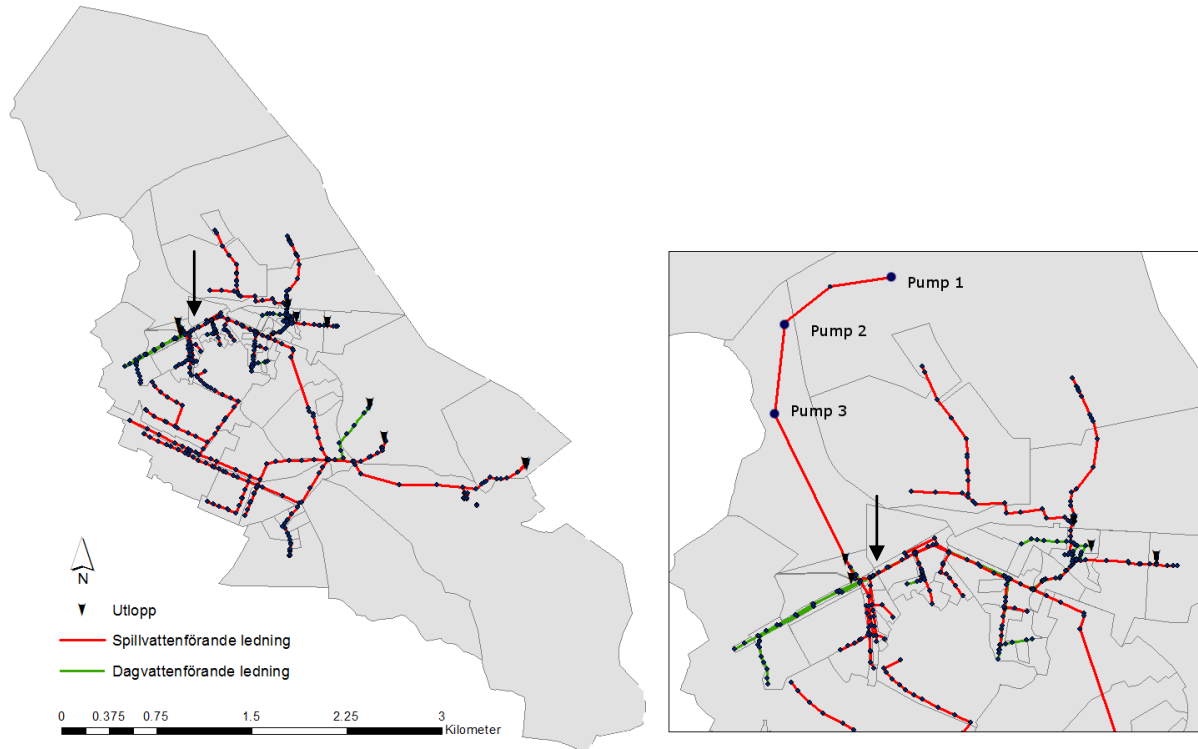 Pump 1
Pump 2
Pump 3
N
Utlopp
Spillvattenförande ledning
Dagvattenförande ledning
0 0.375 0.75 1.5 2.25 3
Kilometer